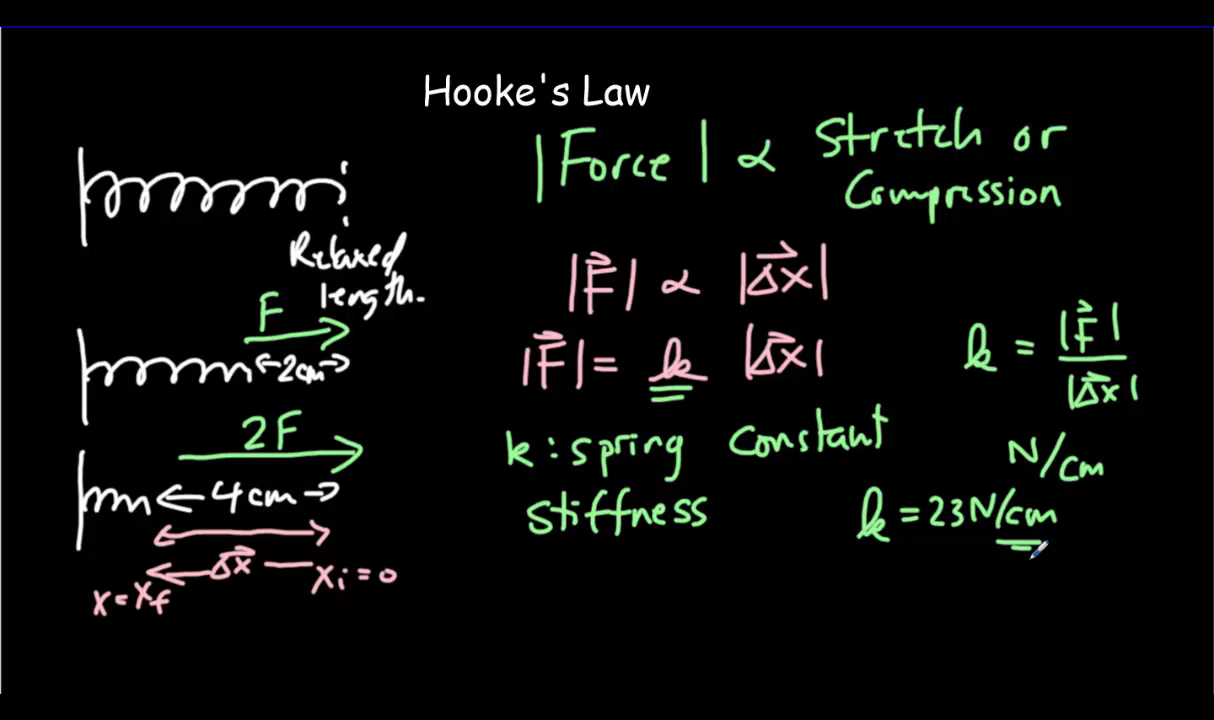 Hooke's Law
|Force| ∝ Stretch or
Compression
Relaxed
length.
|F⃗| ∝ |Δx⃗|
F
2cm
|F⃗| = k |Δx⃗|
k = |F⃗| / |Δx⃗|
2F
k : spring constant
N/cm
4cm
stiffness
k = 23N/cm
Δx⃗
xi = 0
x = xf